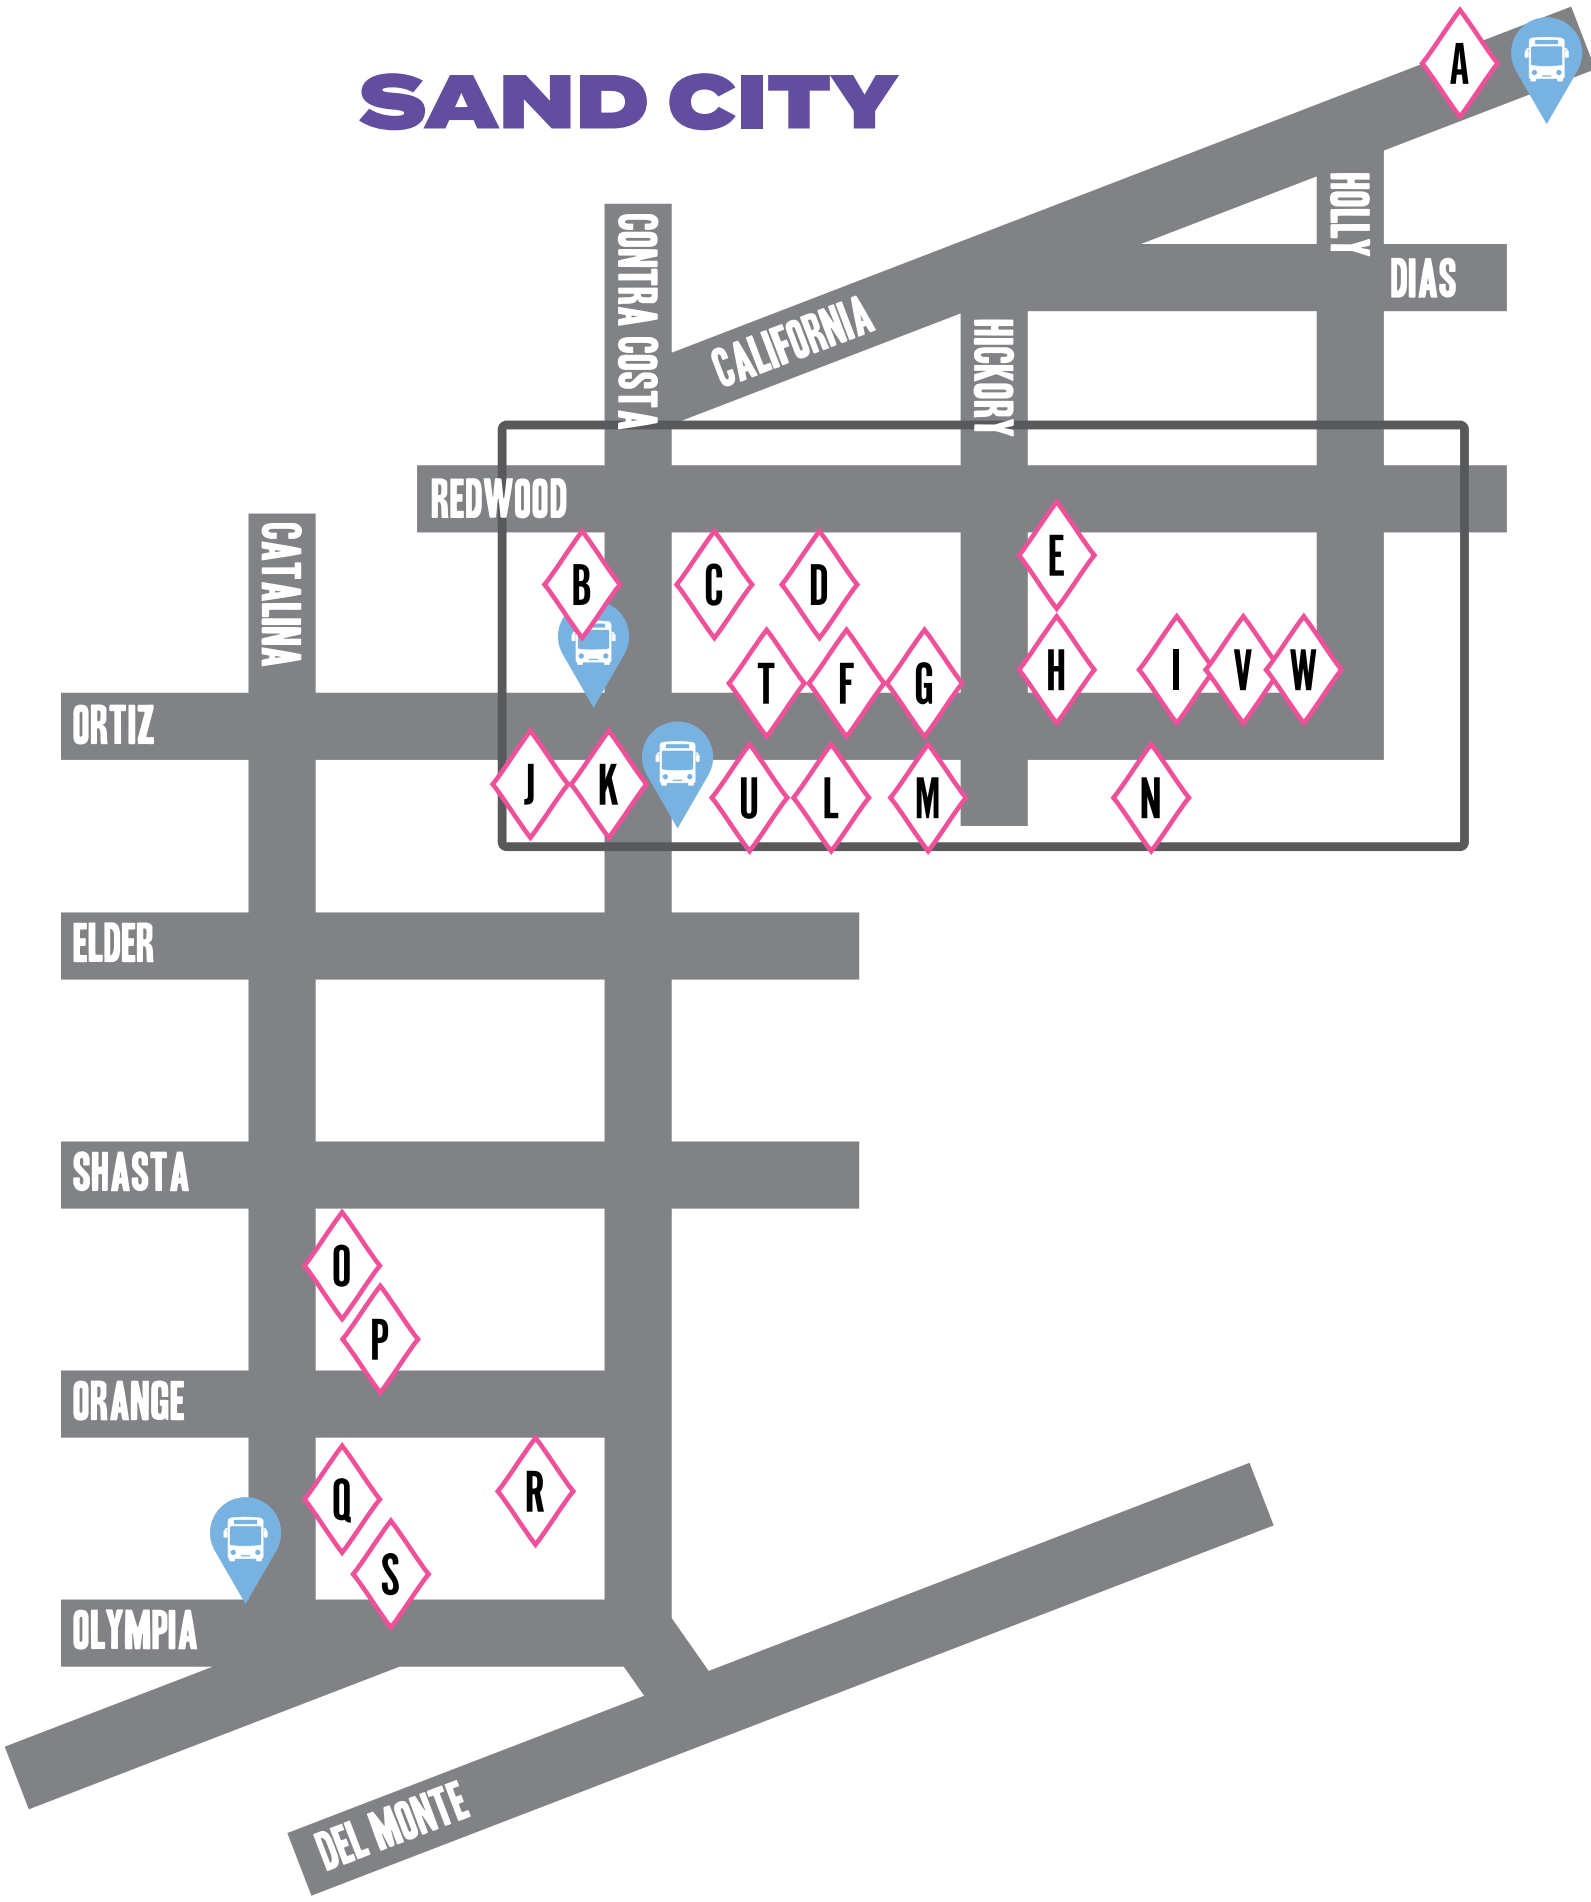 A
SAND CITY
HOLLY
CONTRA COSTA
DIAS
CALIFORNIA
HICKORY
REDWOOD
CATALINA
E
B
C
D
T
F
G
H
I
V
W
ORTIZ
J
K
U
L
M
N
ELDER
SHASTA
O
P
ORANGE
Q
R
S
OLYMPIA
DEL MONTE